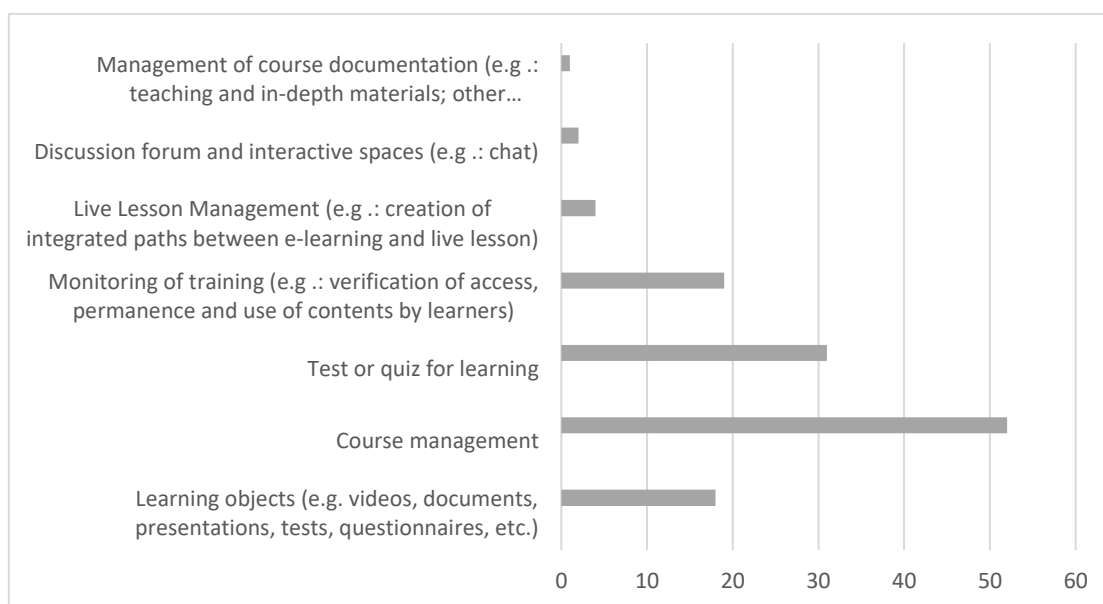 Management of course documentation (e.g .:
teaching and in-depth materials; other…
Discussion forum and interactive spaces (e.g .: chat)
Live Lesson Management (e.g .: creation of
integrated paths between e-learning and live lesson)
Monitoring of training (e.g .: verification of access,
permanence and use of contents by learners)
Test or quiz for learning
Course management
Learning objects (e.g. videos, documents,
presentations, tests, questionnaires, etc.)
0 10 20 30 40 50 60